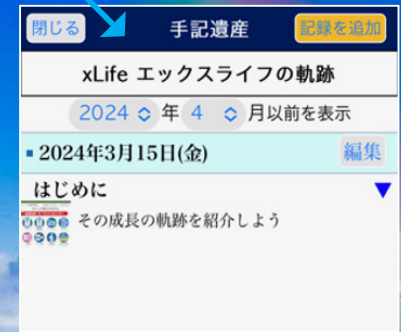 閉じる 手記遺産 記録を追加
xLife エックスライフの軌跡
2024 年 4 月以前を表示
2024年3月15日(金) 編集
はじめに
その成長の軌跡を紹介しよう